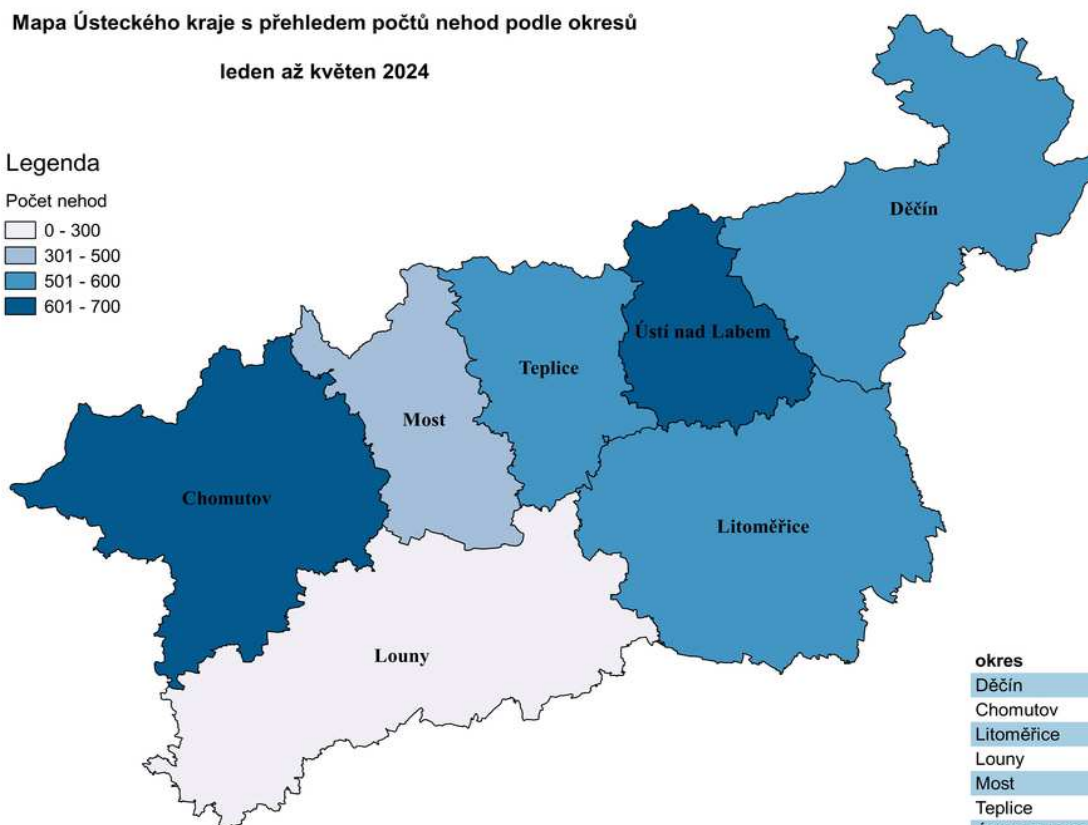 Mapa Ústeckého kraje s přehledem počtů nehod podle okresů
leden až květen 2024
Legenda
Počet nehod
0 - 300
301 - 500
501 - 600
601 - 700
Děčín
Ústí nad Labem
Teplice
Most
Chomutov
Litoměřice
Louny
okres
Děčín
Chomutov
Litoměřice
Louny
Most
Teplice